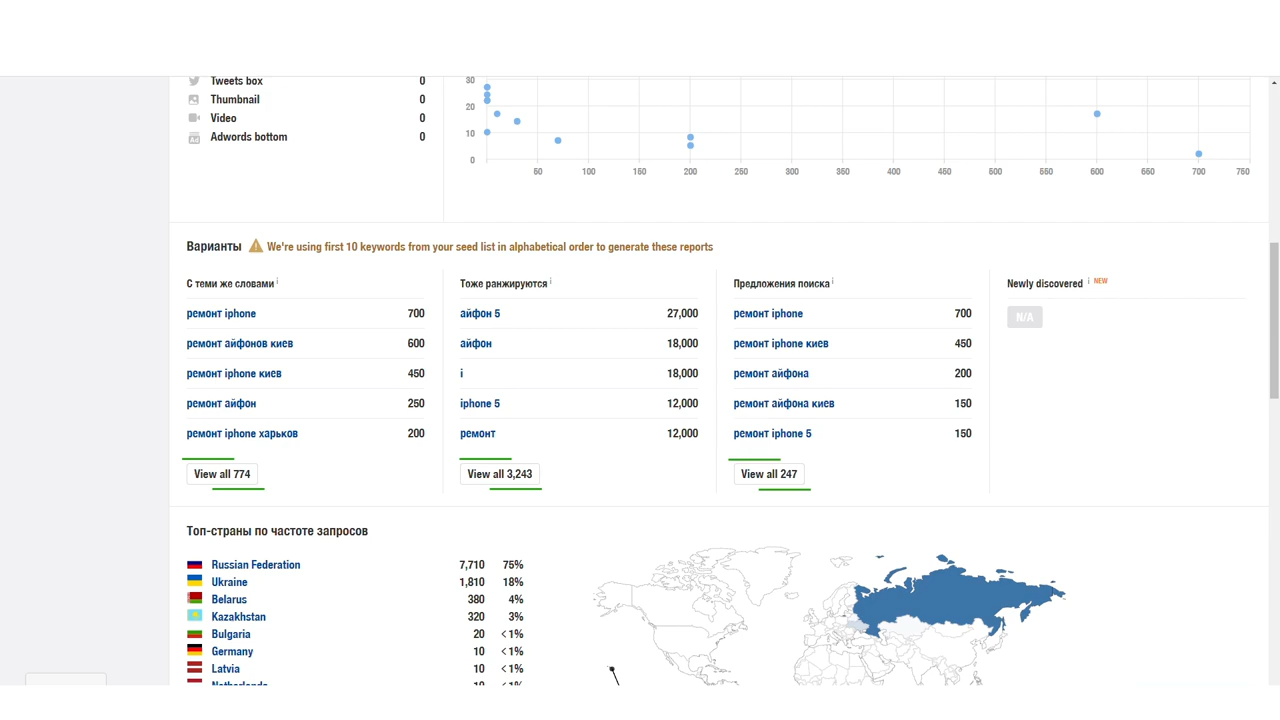 Tweets box 0
Thumbnail 0
Video 0
Adwords bottom 0
30
20
10
0
50 100 150 200 250 300 350 400 450 500 550 600 650 700 750
Варианты We're using first 10 keywords from your seed list in alphabetical order to generate these reports
С теми же словами i
ремонт iphone 700
ремонт айфонов киев 600
ремонт iphone киев 450
ремонт айфон 250
ремонт iphone харьков 200
View all 774
Тоже ранжируются i
айфон 5 27,000
айфон 18,000
i 18,000
iphone 5 12,000
ремонт 12,000
View all 3,243
Предложения поиска i
ремонт iphone 700
ремонт iphone киев 450
ремонт айфона 200
ремонт айфона киев 150
ремонт iphone 5 150
View all 247
Newly discovered i NEW
N/A
Топ-страны по частоте запросов
Russian Federation 7,710 75%
Ukraine 1,810 18%
Belarus 380 4%
Kazakhstan 320 3%
Bulgaria 20 < 1%
Germany 10 < 1%
Latvia 10 < 1%
Netherlands 10 < 1%